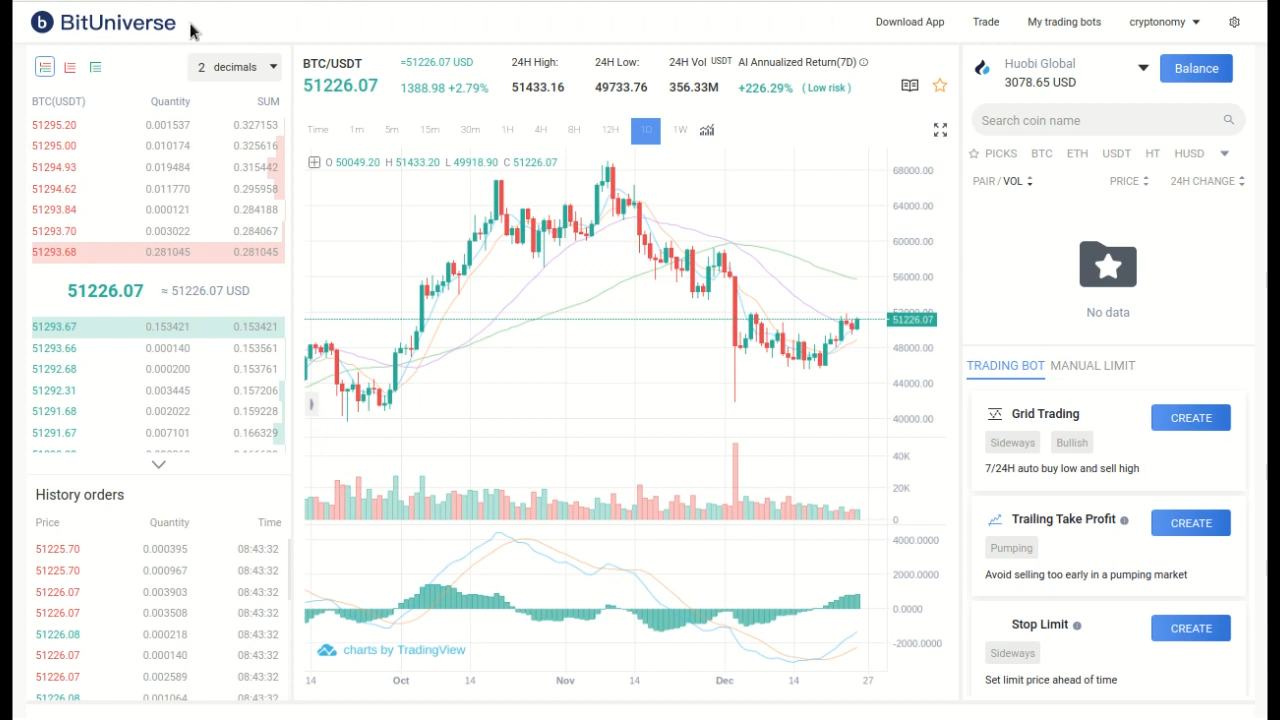 BitUniverse
Download App
Trade
My trading bots
cryptonomy
2 decimals
BTC(USDT) Quantity SUM
51295.20 0.001537 0.327153
51295.00 0.010174 0.325616
51294.93 0.019484 0.315442
51294.62 0.011770 0.295958
51293.84 0.000121 0.284188
51293.70 0.003022 0.284067
51293.68 0.281045 0.281045
51226.07 ≈ 51226.07 USD
51293.67 0.153421 0.153421
51293.66 0.000140 0.153561
51292.68 0.000200 0.153761
51292.31 0.003445 0.157206
51291.68 0.002022 0.159228
51291.67 0.007101 0.166329
History orders
Price Quantity Time
51225.70 0.000395 08:43:32
51225.70 0.000967 08:43:32
51226.07 0.003903 08:43:32
51226.07 0.003508 08:43:32
51226.08 0.000218 08:43:32
51226.07 0.000140 08:43:32
51226.07 0.002589 08:43:32
51226.08 0.001064 08:43:32
BTC/USDT
51226.07
≈51226.07 USD
1388.98 +2.79%
24H High:
51433.16
24H Low:
49733.76
24H Vol USDT
356.33M
AI Annualized Return(7D)
+226.29% ( Low risk )
Time 1m 5m 15m 30m 1H 4H 8H 12H 1D 1W
O 50049.20 H 51433.20 L 49918.90 C 51226.07
68000.00
64000.00
60000.00
56000.00
52000.00
51226.07
48000.00
44000.00
40000.00
40K
20K
0
4000.0000
2000.0000
0.0000
-2000.0000
charts by TradingView
14 Oct 14 Nov 14 Dec 14 27
Huobi Global
3078.65 USD
Balance
Search coin name
PICKS BTC ETH USDT HT HUSD
PAIR / VOL PRICE 24H CHANGE
No data
TRADING BOT MANUAL LIMIT
Grid Trading
CREATE
Sideways Bullish
7/24H auto buy low and sell high
Trailing Take Profit
CREATE
Pumping
Avoid selling too early in a pumping market
Stop Limit
CREATE
Sideways
Set limit price ahead of time